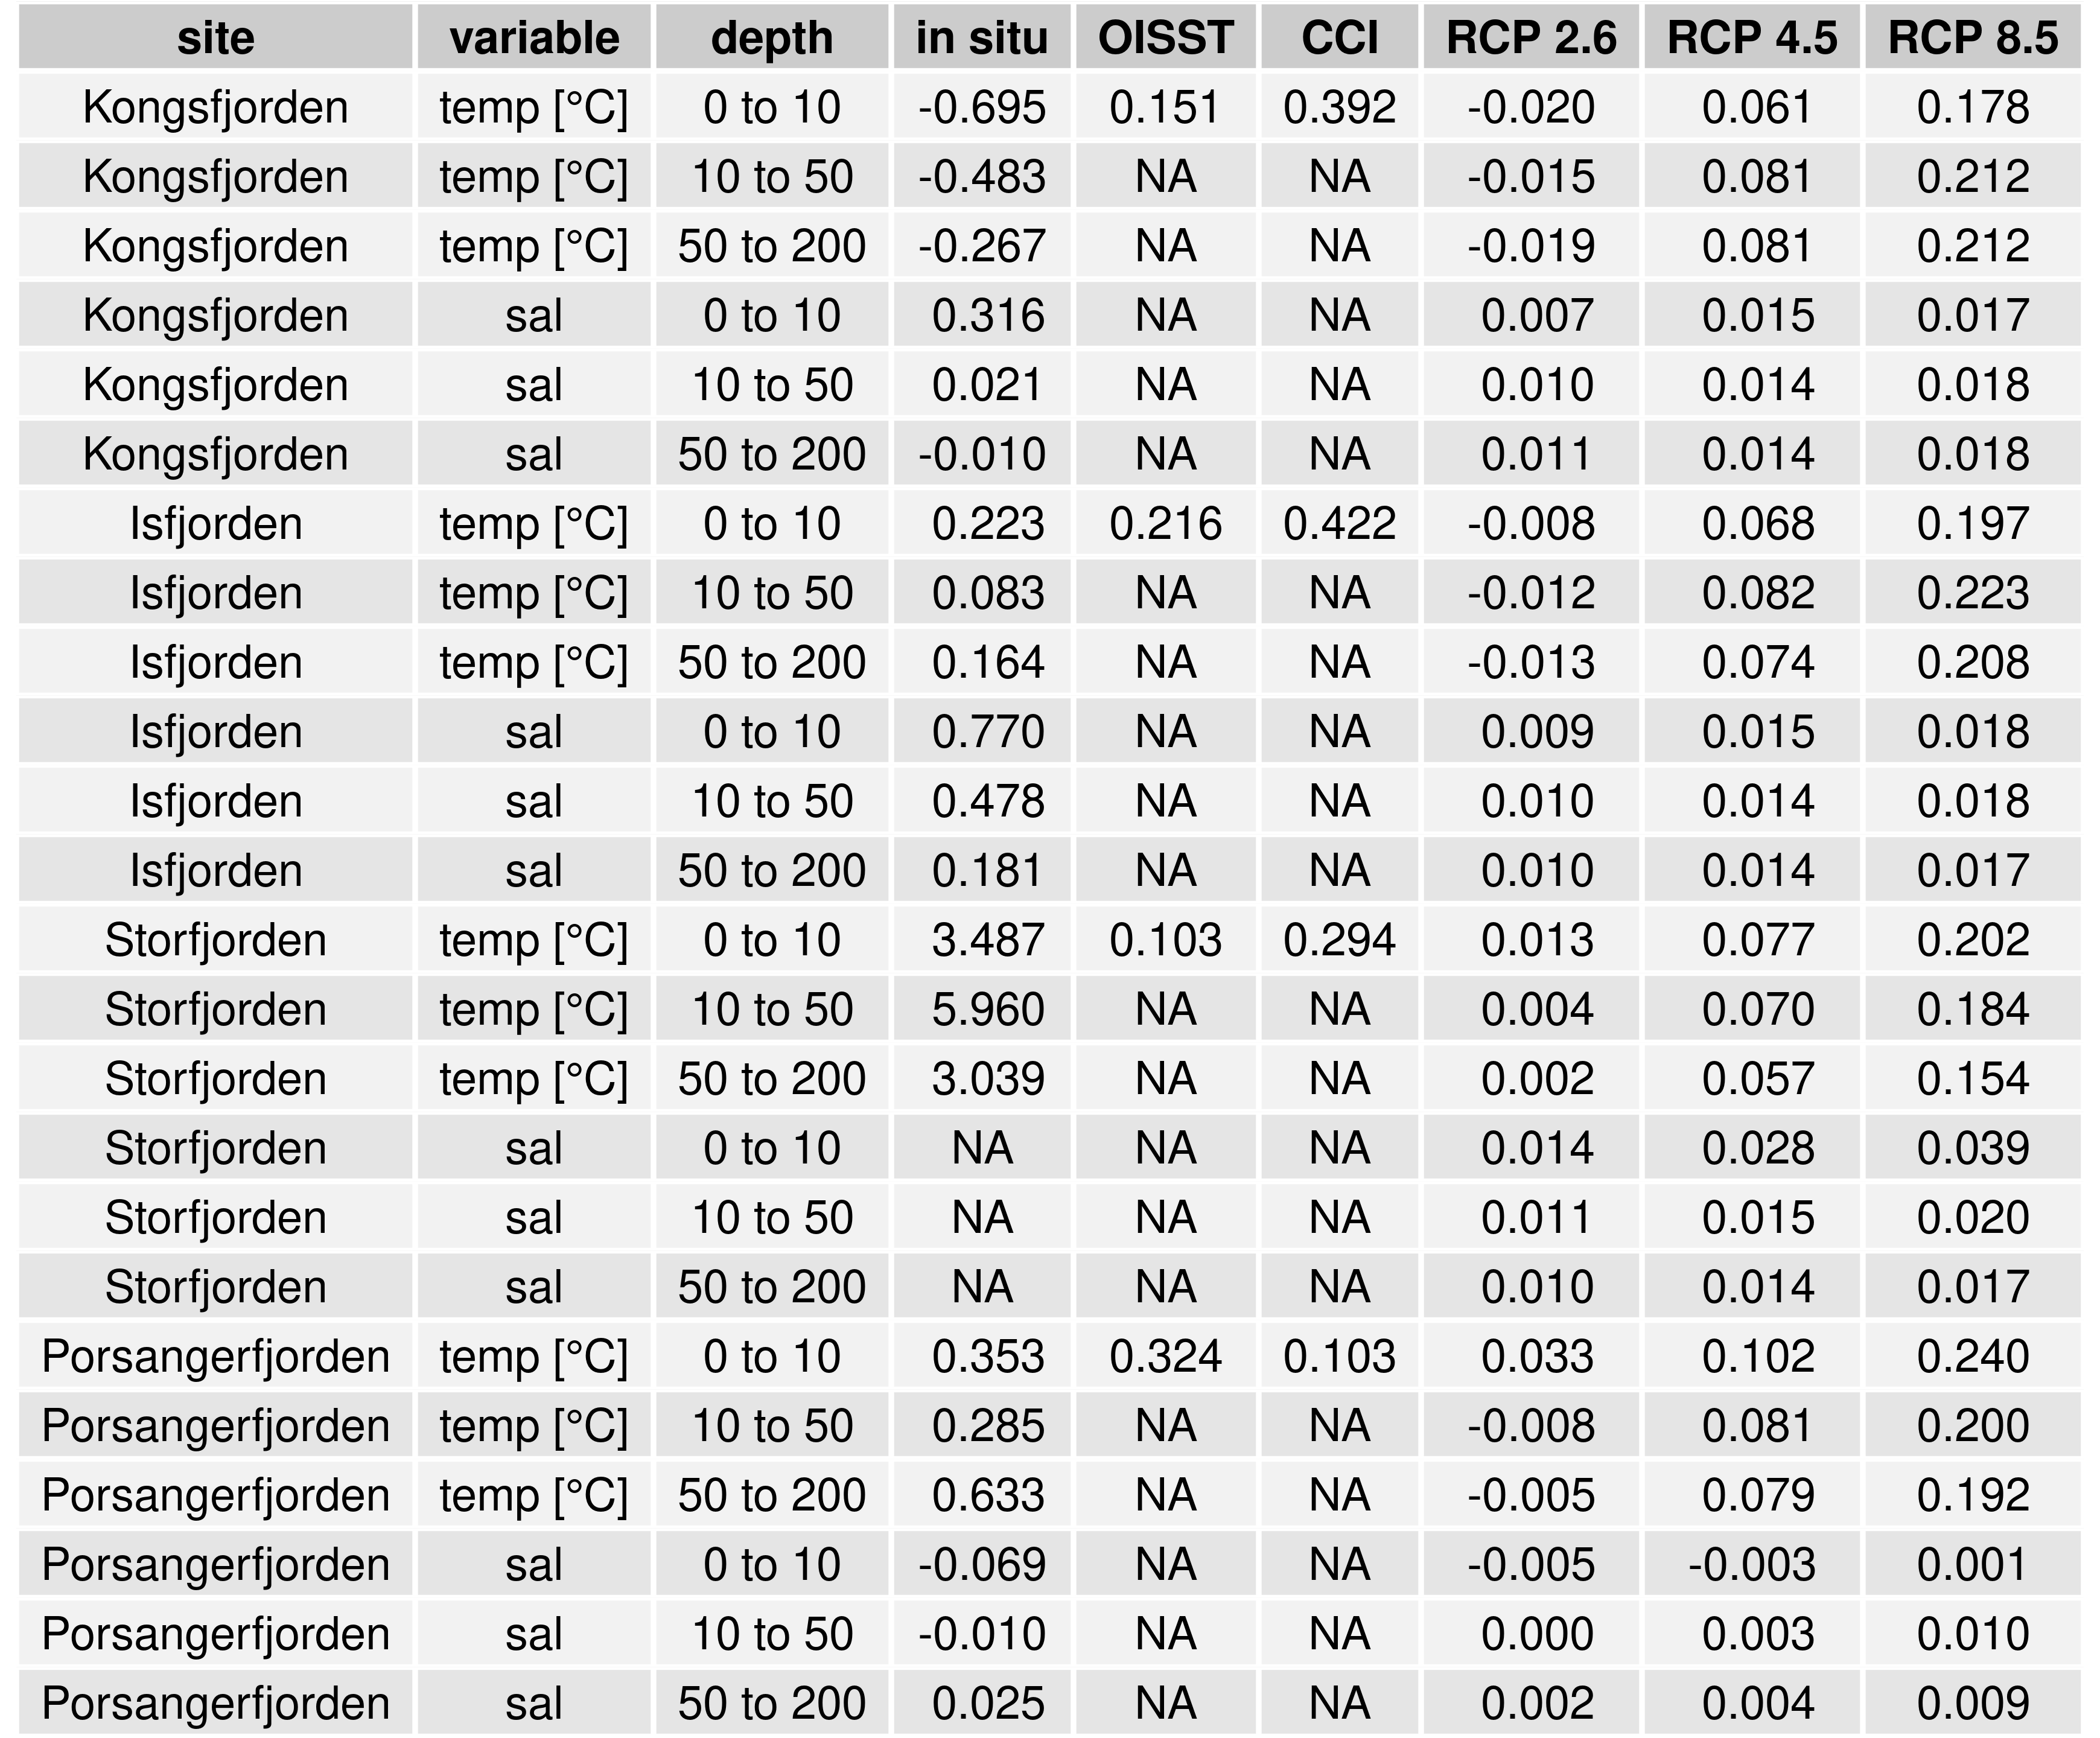 site variable depth in situ OISST CCI RCP 2.6 RCP 4.5 RCP 8.5
Kongsfjorden temp [°C] 0 to 10 -0.695 0.151 0.392 -0.020 0.061 0.178
Kongsfjorden temp [°C] 10 to 50 -0.483 NA NA -0.015 0.081 0.212
Kongsfjorden temp [°C] 50 to 200 -0.267 NA NA -0.019 0.081 0.212
Kongsfjorden sal 0 to 10 0.316 NA NA 0.007 0.015 0.017
Kongsfjorden sal 10 to 50 0.021 NA NA 0.010 0.014 0.018
Kongsfjorden sal 50 to 200 -0.010 NA NA 0.011 0.014 0.018
Isfjorden temp [°C] 0 to 10 0.223 0.216 0.422 -0.008 0.068 0.197
Isfjorden temp [°C] 10 to 50 0.083 NA NA -0.012 0.082 0.223
Isfjorden temp [°C] 50 to 200 0.164 NA NA -0.013 0.074 0.208
Isfjorden sal 0 to 10 0.770 NA NA 0.009 0.015 0.018
Isfjorden sal 10 to 50 0.478 NA NA 0.010 0.014 0.018
Isfjorden sal 50 to 200 0.181 NA NA 0.010 0.014 0.017
Storfjorden temp [°C] 0 to 10 3.487 0.103 0.294 0.013 0.077 0.202
Storfjorden temp [°C] 10 to 50 5.960 NA NA 0.004 0.070 0.184
Storfjorden temp [°C] 50 to 200 3.039 NA NA 0.002 0.057 0.154
Storfjorden sal 0 to 10 NA NA NA 0.014 0.028 0.039
Storfjorden sal 10 to 50 NA NA NA 0.011 0.015 0.020
Storfjorden sal 50 to 200 NA NA NA 0.010 0.014 0.017
Porsangerfjorden temp [°C] 0 to 10 0.353 0.324 0.103 0.033 0.102 0.240
Porsangerfjorden temp [°C] 10 to 50 0.285 NA NA -0.008 0.081 0.200
Porsangerfjorden temp [°C] 50 to 200 0.633 NA NA -0.005 0.079 0.192
Porsangerfjorden sal 0 to 10 -0.069 NA NA -0.005 -0.003 0.001
Porsangerfjorden sal 10 to 50 -0.010 NA NA 0.000 0.003 0.010
Porsangerfjorden sal 50 to 200 0.025 NA NA 0.002 0.004 0.009